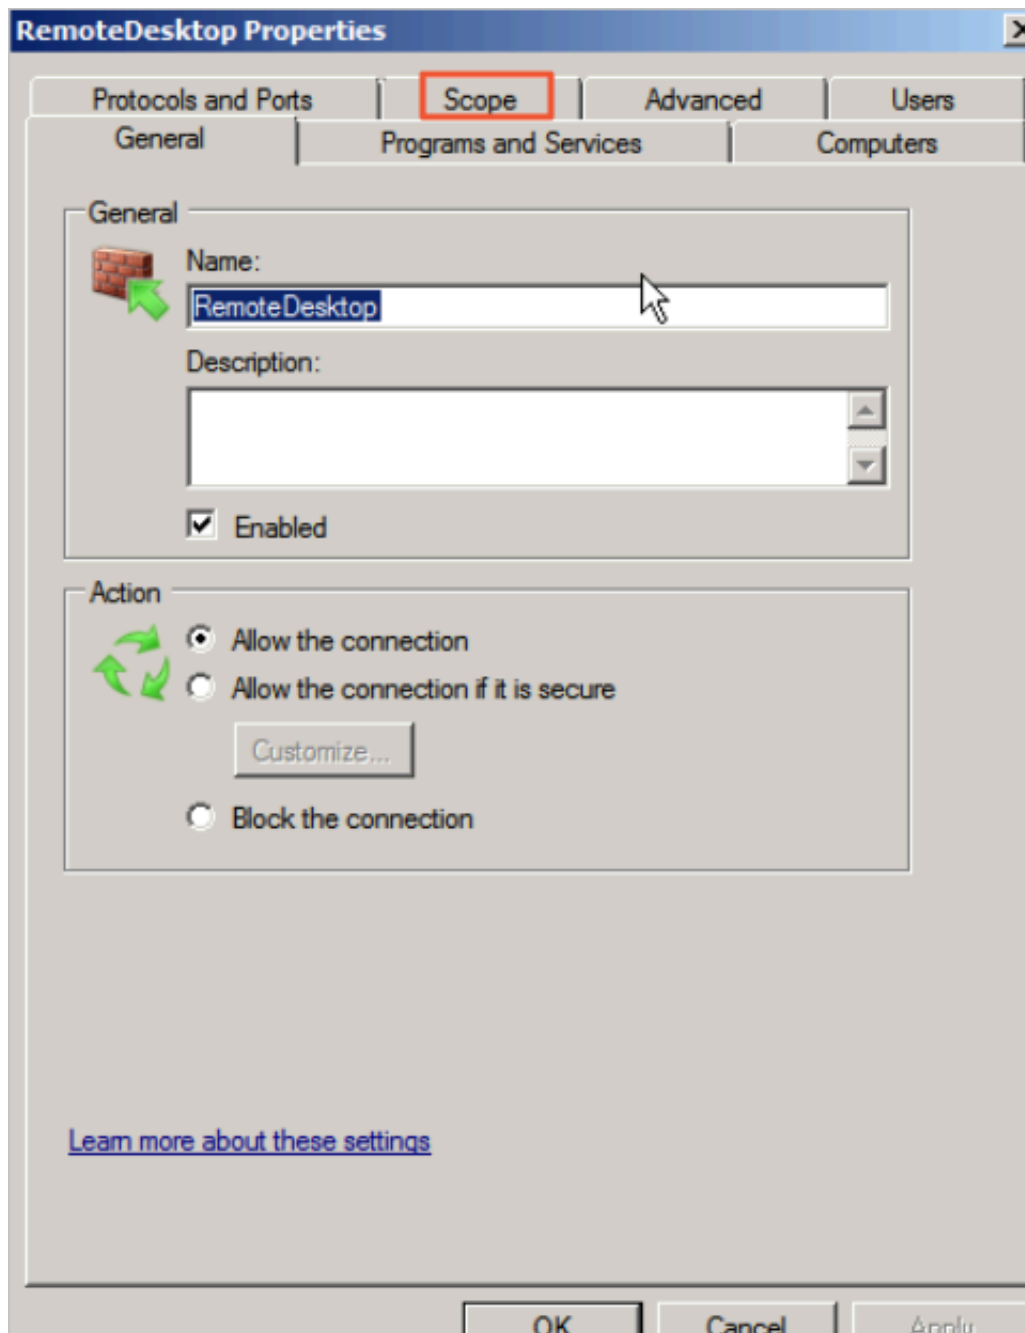 RemoteDesktop Properties
Protocols and Ports Scope Advanced Users
General Programs and Services Computers
General
Name:
RemoteDesktop
Description:
Enabled
Action
Allow the connection
Allow the connection if it is secure
Customize...
Block the connection
Learn more about these settings
OK Cancel Apply